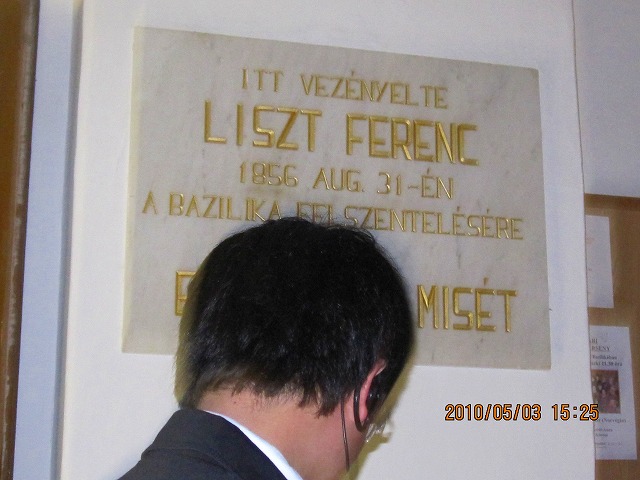 ITT VEZÉNYELTE
LISZT FERENC
1856 AUG. 31-ÉN
A BAZILIKA FELSZENTELÉSÉRE
MISÉT
2010/05/03 15:25